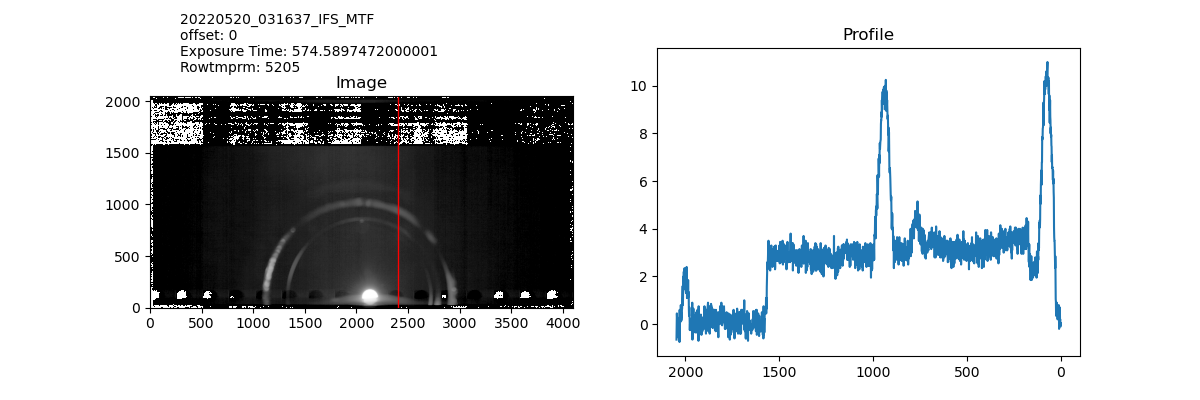 20220520_031637_IFS_MTF
offset: 0
Exposure Time: 574.5897472000001
Rowtmprm: 5205
Image
2000
1500
1000
500
0
0 500 1000 1500 2000 2500 3000 3500 4000
Profile
10
8
6
4
2
0
2000 1500 1000 500 0